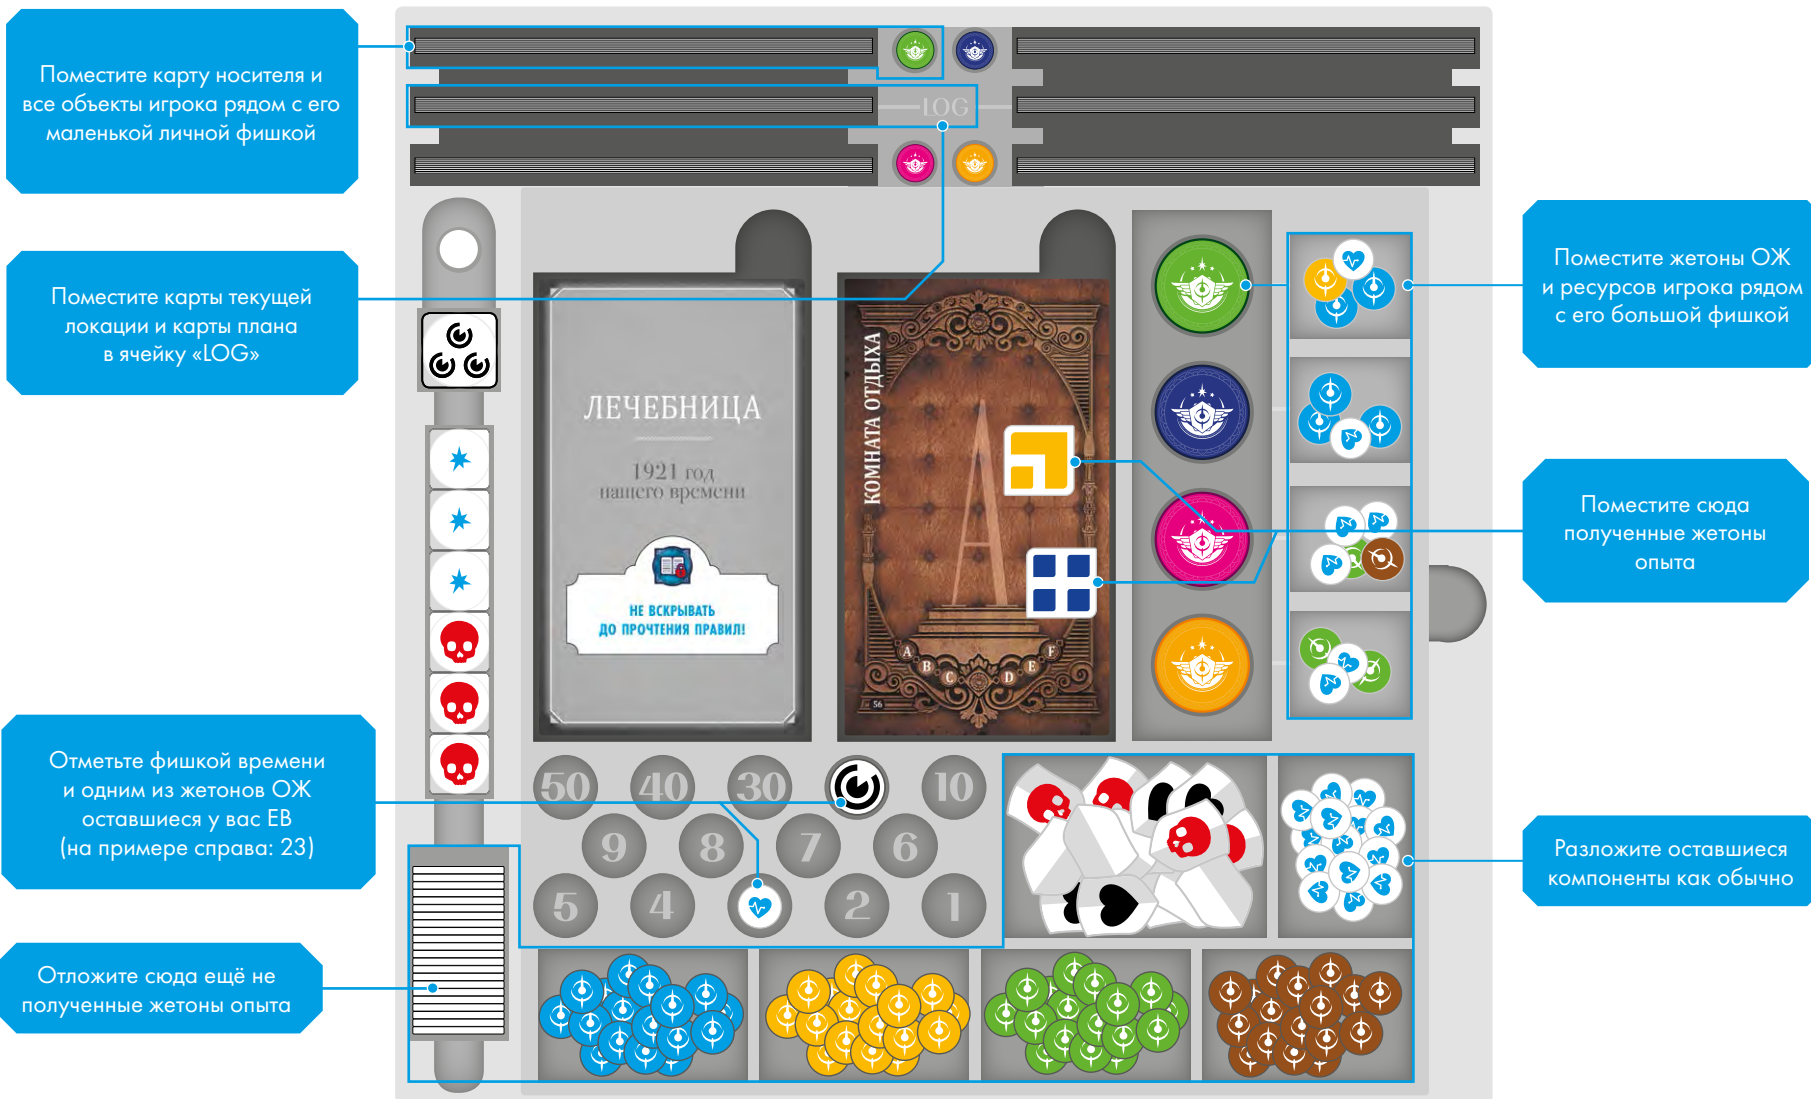 Поместите карту носителя и
все объекты игрока рядом с его
маленькой личной фишкой
LOG
Поместите карты текущей
локации и карты плана
в ячейку «LOG»
Поместите жетоны ОЖ
и ресурсов игрока рядом
с его большой фишкой
ЛЕЧЕБНИЦА
1921 год
нашего времени
НЕ ВСКРЫВАТЬ
ДО ПРОЧТЕНИЯ ПРАВИЛ!
КОМНАТА ОТДЫХА
A
A
B
C
D
E
F
56
Поместите сюда
полученные жетоны
опыта
Отметьте фишкой времени
и одним из жетонов ОЖ
оставшиеся у вас ЕВ
(на примере справа: 23)
50 40 30 10
9 8 7 6
5 4 2 1
Разложите оставшиеся
компоненты как обычно
Отложите сюда ещё не
полученные жетоны опыта